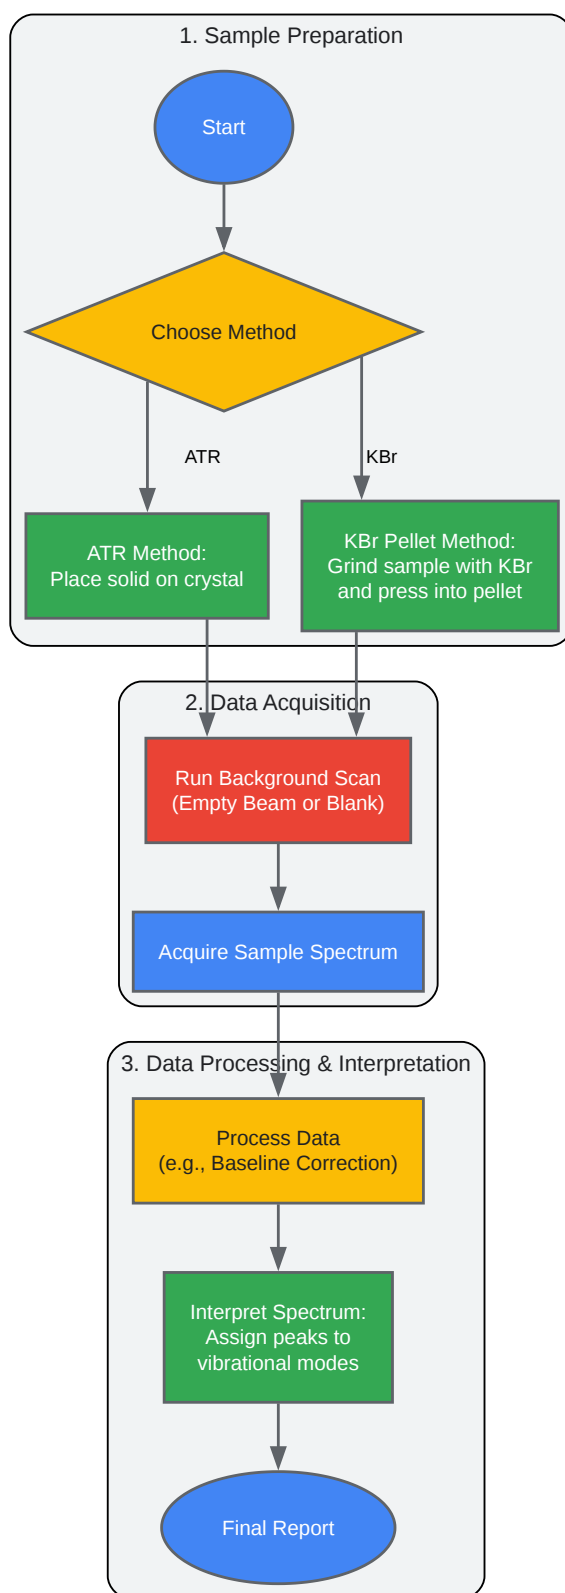 1. Sample Preparation
Start
Choose Method
ATR
KBr
ATR Method:
Place solid on crystal
KBr Pellet Method:
Grind sample with KBr
and press into pellet
2. Data Acquisition
Run Background Scan
(Empty Beam or Blank)
Acquire Sample Spectrum
3. Data Processing & Interpretation
Process Data
(e.g., Baseline Correction)
Interpret Spectrum:
Assign peaks to
vibrational modes
Final Report